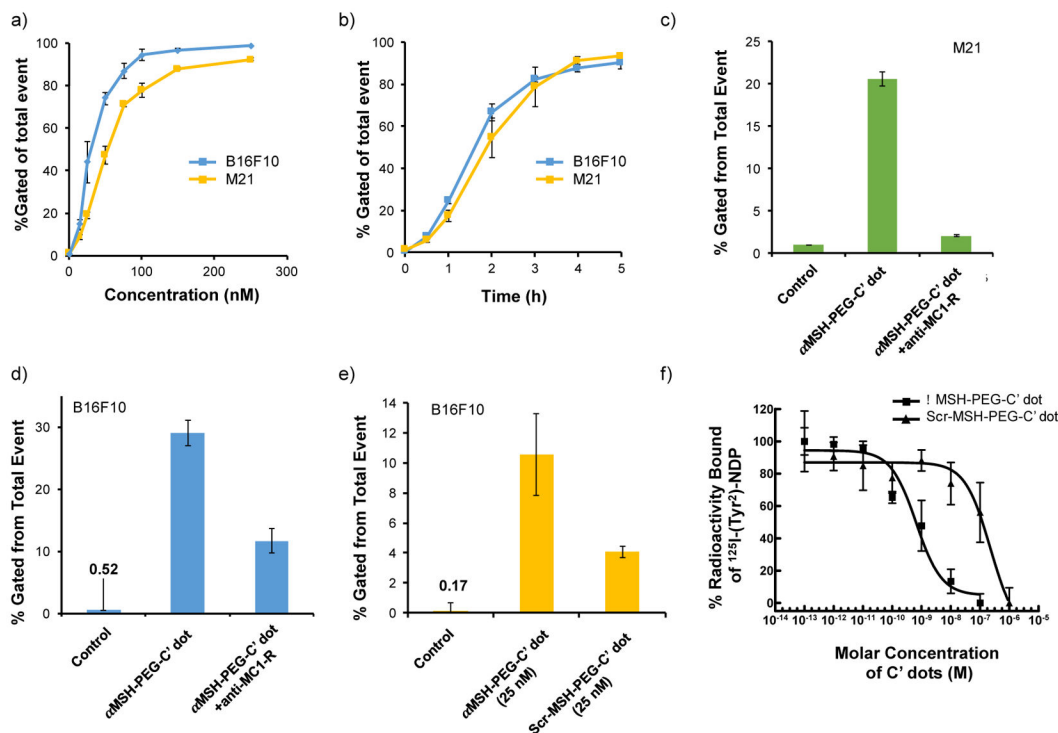 a)
%Gated of total event
100
80
60
40
20
0
B16F10
M21
0
100
200
300
Concentration (nM)
b)
% Gated of total event
100
80
60
40
20
0
B16F10
M21
0
1
2
3
4
5
Time (h)
c)
M21
% Gated from Total Event
25
20
15
10
5
0
Control
αMSH-PEG-C' dot
αMSH-PEG-C' dot
+anti-MC1-R
d)
B16F10
% Gated from Total Event
30
20
10
0
0.52
Control
αMSH-PEG-C' dot
αMSH-PEG-C' dot
+anti-MC1-R
e)
B16F10
% Gated from Total Event
14
12
10
8
6
4
2
0
0.17
Control
αMSH-PEG-C' dot
(25 nM)
Scr-MSH-PEG-C' dot
(25 nM)
f)
! MSH-PEG-C' dot
Scr-MSH-PEG-C' dot
% Radioactivity Bound
of ¹²⁵I-(Tyr²)-NDP
120
100
80
60
40
20
0
10⁻¹⁴ 10⁻¹³ 10⁻¹² 10⁻¹¹ 10⁻¹⁰ 10⁻⁹ 10⁻⁸ 10⁻⁷ 10⁻⁶ 10⁻⁵
Molar Concentration
of C' dots (M)